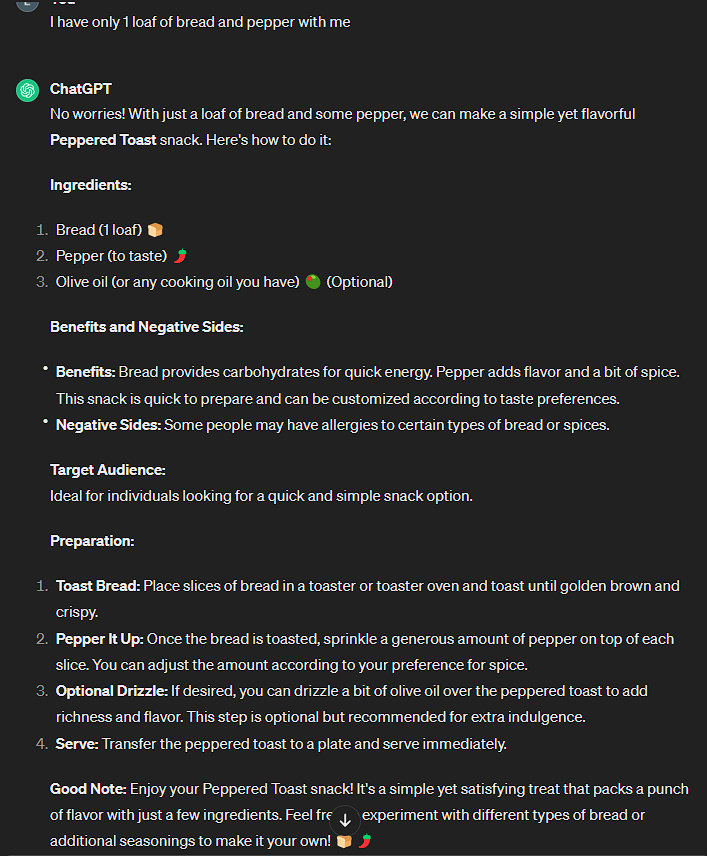 You
I have only 1 loaf of bread and pepper with me
ChatGPT
No worries! With just a loaf of bread and some pepper, we can make a simple yet flavorful
Peppered Toast snack. Here's how to do it:
Ingredients:
1. Bread (1 loaf) 🍞
2. Pepper (to taste) 🌶️
3. Olive oil (or any cooking oil you have) 🫒 (Optional)
Benefits and Negative Sides:
• Benefits: Bread provides carbohydrates for quick energy. Pepper adds flavor and a bit of spice.
This snack is quick to prepare and can be customized according to taste preferences.
• Negative Sides: Some people may have allergies to certain types of bread or spices.
Target Audience:
Ideal for individuals looking for a quick and simple snack option.
Preparation:
1. Toast Bread: Place slices of bread in a toaster or toaster oven and toast until golden brown and
crispy.
2. Pepper It Up: Once the bread is toasted, sprinkle a generous amount of pepper on top of each
slice. You can adjust the amount according to your preference for spice.
3. Optional Drizzle: If desired, you can drizzle a bit of olive oil over the peppered toast to add
richness and flavor. This step is optional but recommended for extra indulgence.
4. Serve: Transfer the peppered toast to a plate and serve immediately.
Good Note: Enjoy your Peppered Toast snack! It's a simple yet satisfying treat that packs a punch
of flavor with just a few ingredients. Feel experiment with different types of bread or
additional seasonings to make it your own! 🍞 🌶️